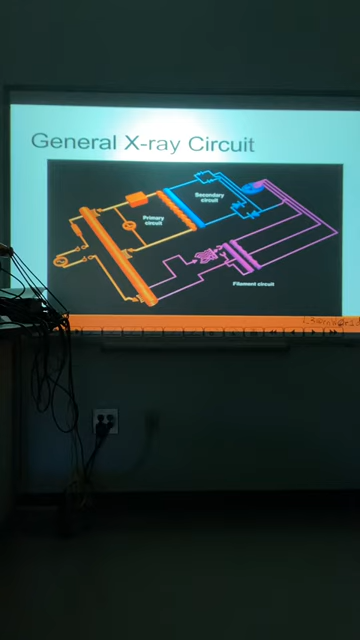 General X-ray Circuit
Secondary
circuit
Primary
circuit
Filament circuit